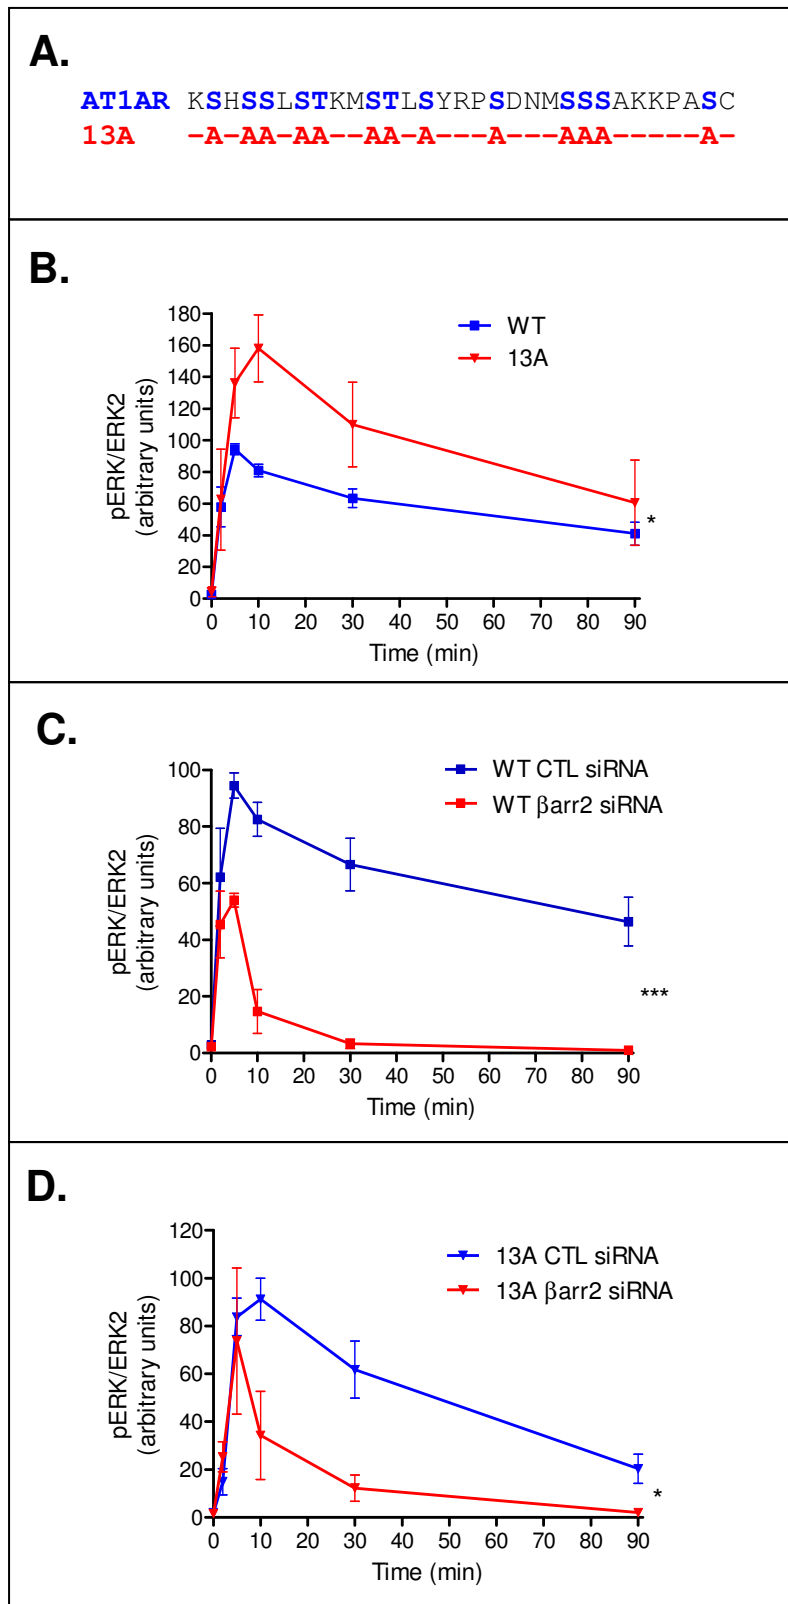 A.
AT1AR KSHSSLSTKMSTLSYRPSDNMSSSAKKPASC
13A -A-AA-AA--AA-A---A---AAA-----A-
B.
WT
13A
pERK/ERK2
(arbitrary units)
180
160
140
120
100
80
60
40
20
0
*
0 10 20 30 40 50 60 70 80 90
Time (min)
C.
WT CTL siRNA
WT βarr2 siRNA
pERK/ERK2
(arbitrary units)
100
80
60
40
20
0
***
0 10 20 30 40 50 60 70 80 90
Time (min)
D.
13A CTL siRNA
13A βarr2 siRNA
pERK/ERK2
(arbitrary units)
120
100
80
60
40
20
0
*
0 10 20 30 40 50 60 70 80 90
Time (min)